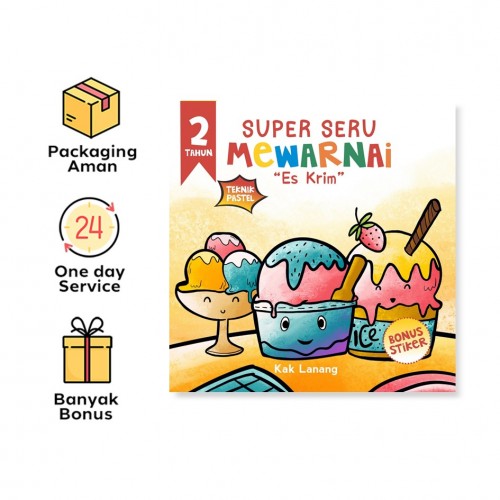 Packaging
Aman
24
One day
Service
Banyak
Bonus
2
TAHUN
SUPER SERU
MEWARNAI
"Es Krim"
TEKNIK
PASTEL
ICE
BONUS
STIKER
Kak Lanang